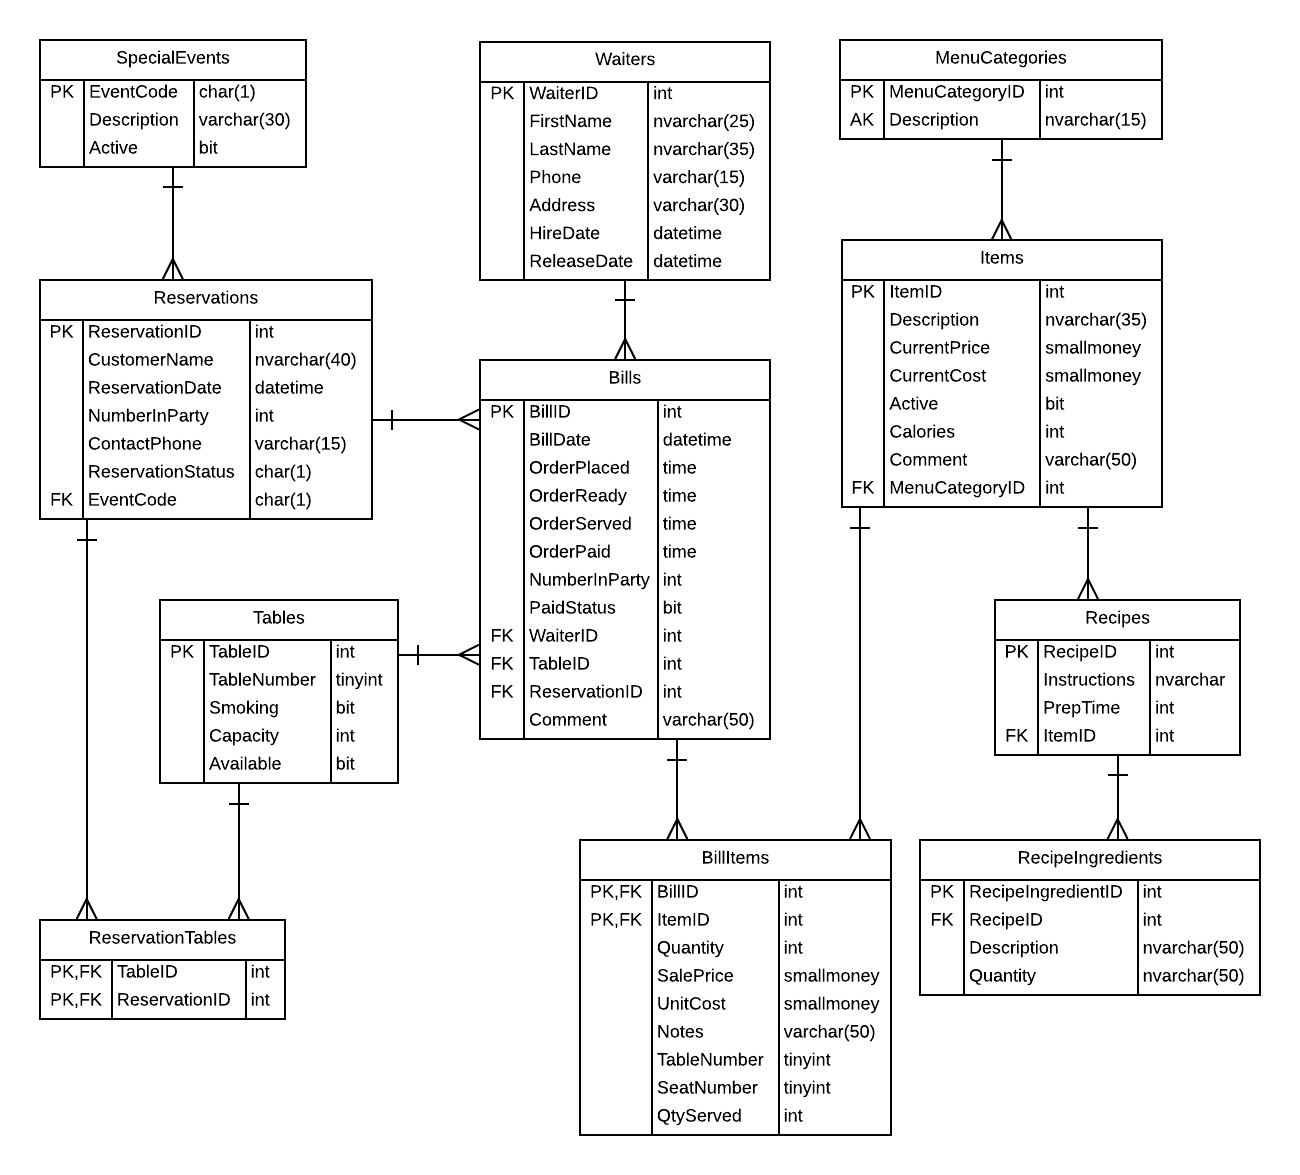 SpecialEvents
PK EventCode char(1)
Description varchar(30)
Active bit
Waiters
PK WaiterID int
FirstName nvarchar(25)
LastName nvarchar(35)
Phone varchar(15)
Address varchar(30)
HireDate datetime
ReleaseDate datetime
MenuCategories
PK MenuCategoryID int
AK Description nvarchar(15)
Reservations
PK ReservationID int
CustomerName nvarchar(40)
ReservationDate datetime
NumberInParty int
ContactPhone varchar(15)
ReservationStatus char(1)
FK EventCode char(1)
Bills
PK BillID int
BillDate datetime
OrderPlaced time
OrderReady time
OrderServed time
OrderPaid time
NumberInParty int
PaidStatus bit
FK WaiterID int
FK TableID int
FK ReservationID int
Comment varchar(50)
Items
PK ItemID int
Description nvarchar(35)
CurrentPrice smallmoney
CurrentCost smallmoney
Active bit
Calories int
Comment varchar(50)
FK MenuCategoryID int
Tables
PK TableID int
TableNumber tinyint
Smoking bit
Capacity int
Available bit
Recipes
PK RecipeID int
Instructions nvarchar
PrepTime int
FK ItemID int
ReservationTables
PK,FK TableID int
PK,FK ReservationID int
BillItems
PK,FK BillID int
PK,FK ItemID int
Quantity int
SalePrice smallmoney
UnitCost smallmoney
Notes varchar(50)
TableNumber tinyint
SeatNumber tinyint
QtyServed int
RecipeIngredients
PK RecipeIngredientID int
FK RecipeID int
Description nvarchar(50)
Quantity nvarchar(50)